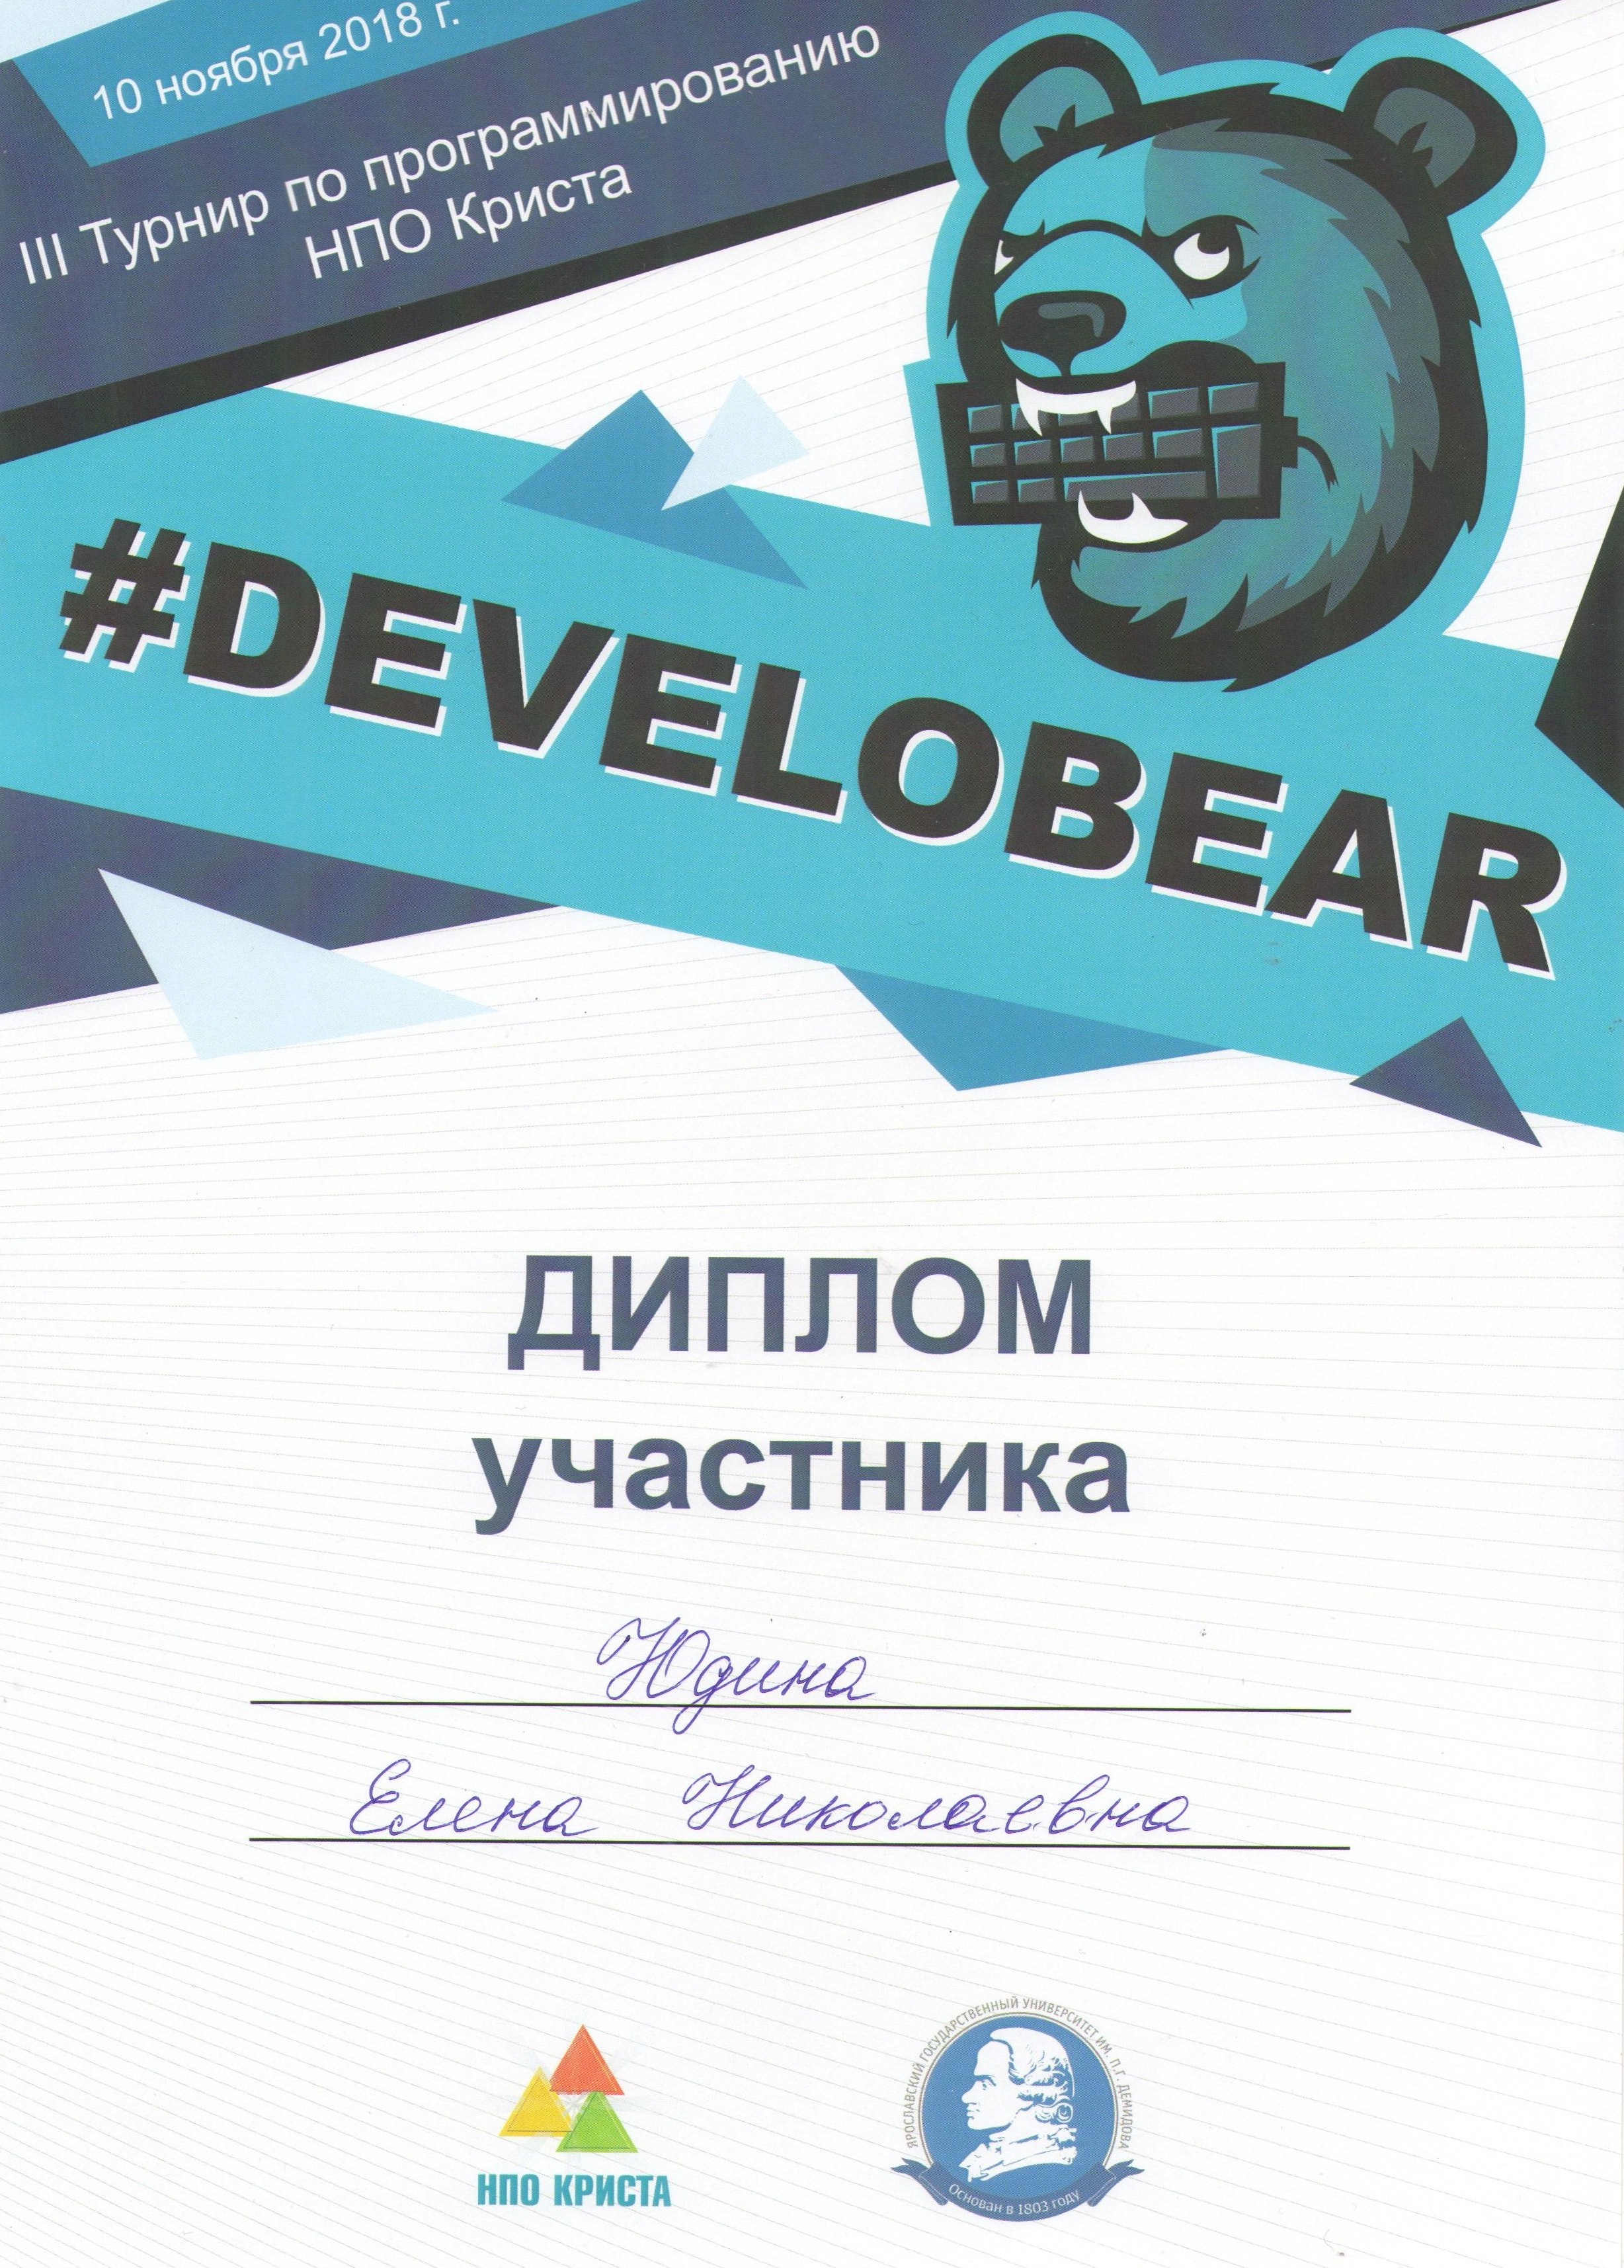 10 ноября 2018 г.
III Турнир по программированию
НПО Криста
#DEVELOBEAR
ДИПЛОМ
участника
Юдина
Елена Николаевна
НПО КРИСТА
ЯРОСЛАВСКИЙ ГОСУДАРСТВЕННЫЙ УНИВЕРСИТЕТ ИМ. П.Г. ДЕМИДОВА
Основан в 1803 году